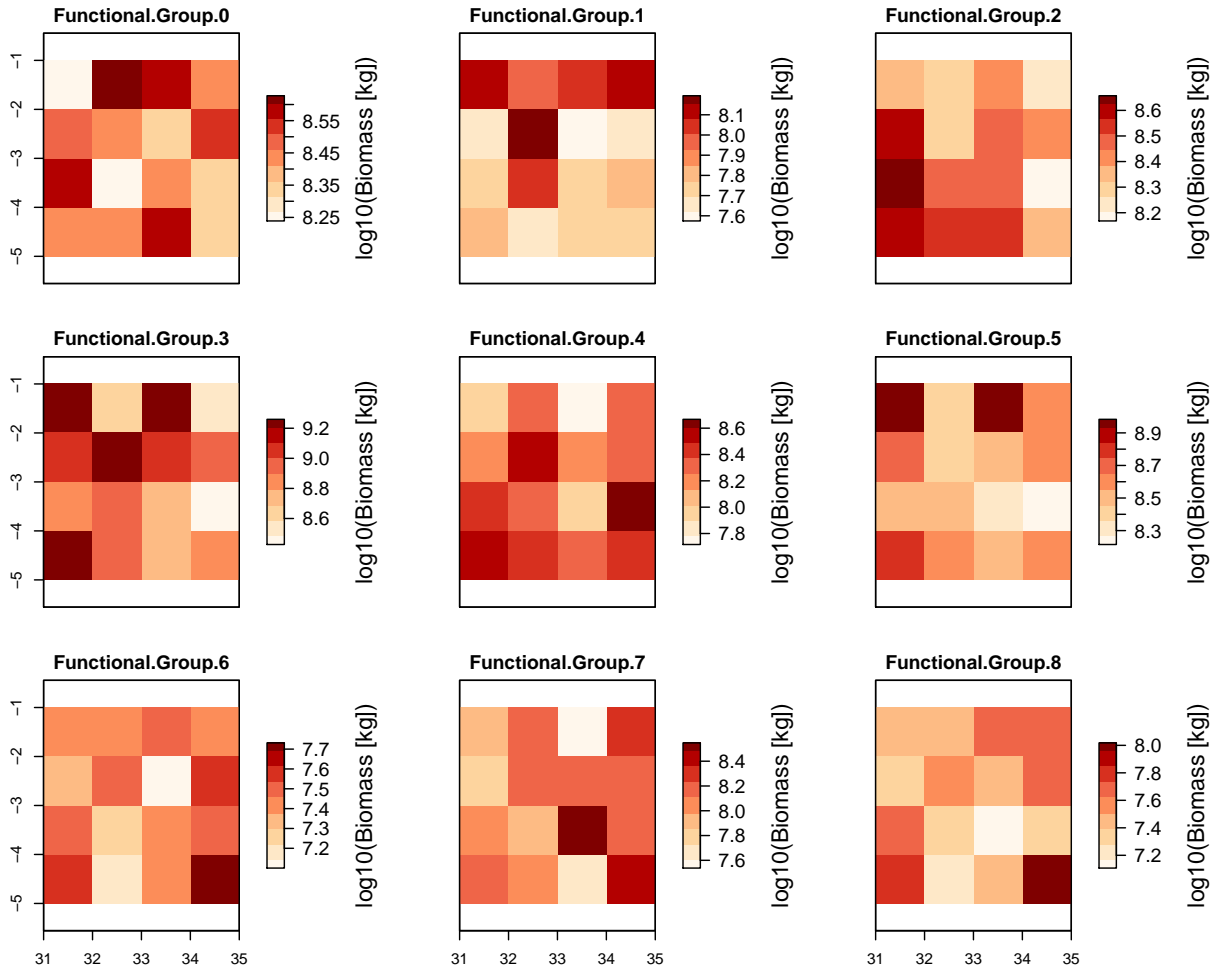 Functional.Group.0
Functional.Group.1
Functional.Group.2
-1
-2
-3
-4
-5
8.55
8.45
8.35
8.25
log10(Biomass [kg])
8.1
8.0
7.9
7.8
7.7
7.6
log10(Biomass [kg])
8.6
8.5
8.4
8.3
8.2
log10(Biomass [kg])
Functional.Group.3
Functional.Group.4
Functional.Group.5
-1
-2
-3
-4
-5
9.2
9.0
8.8
8.6
log10(Biomass [kg])
8.6
8.4
8.2
8.0
7.8
log10(Biomass [kg])
8.9
8.7
8.5
8.3
log10(Biomass [kg])
Functional.Group.6
Functional.Group.7
Functional.Group.8
-1
-2
-3
-4
-5
7.7
7.6
7.5
7.4
7.3
7.2
log10(Biomass [kg])
8.4
8.2
8.0
7.8
7.6
log10(Biomass [kg])
8.0
7.8
7.6
7.4
7.2
log10(Biomass [kg])
31 32 33 34 35
31 32 33 34 35
31 32 33 34 35